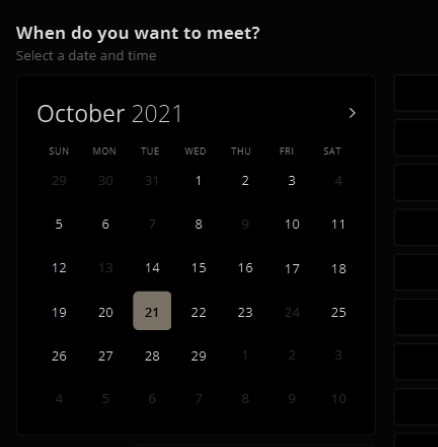 When do you want to meet?
Select a date and time
October 2021
SUN MON TUE WED THU FRI SAT
29 30 31 1 2 3 4
5 6 7 8 9 10 11
12 13 14 15 16 17 18
19 20 21 22 23 24 25
26 27 28 29 1 2 3
4 5 6 7 8 9 10